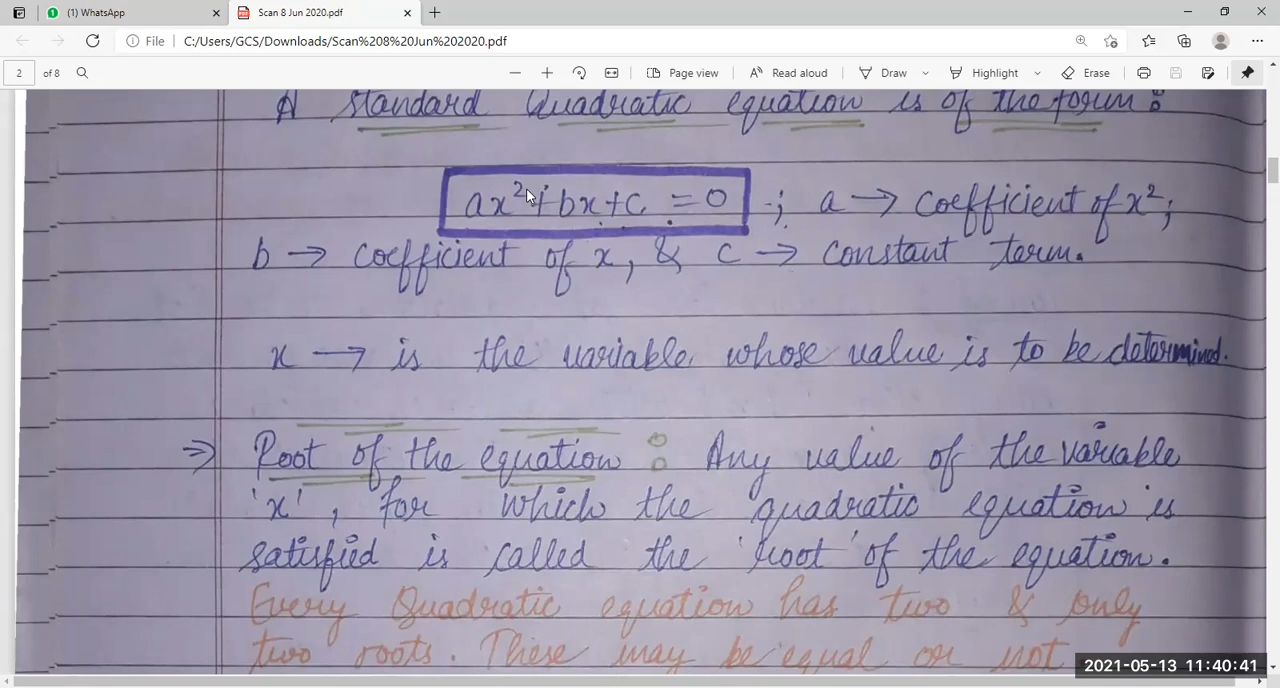 (1) WhatsApp
Scan 8 Jun 2020.pdf
File
C:/Users/GCS/Downloads/Scan%208%20Jun%202020.pdf
2 of 8
Page view
Read aloud
Draw
Highlight
Erase
A standard Quadratic equation is of the form :
ax²+bx+c = 0 ; a → coefficient of x²;
b → coefficient of x, & c → constant term.
x → is the variable whose value is to be determined.
⇒ Root of the equation : Any value of the variable
'x', for which the quadratic equation is
satisfied is called the 'root' of the equation.
Every Quadratic equation has two & only
two roots. These may be equal or not
2021-05-13 11:40:41